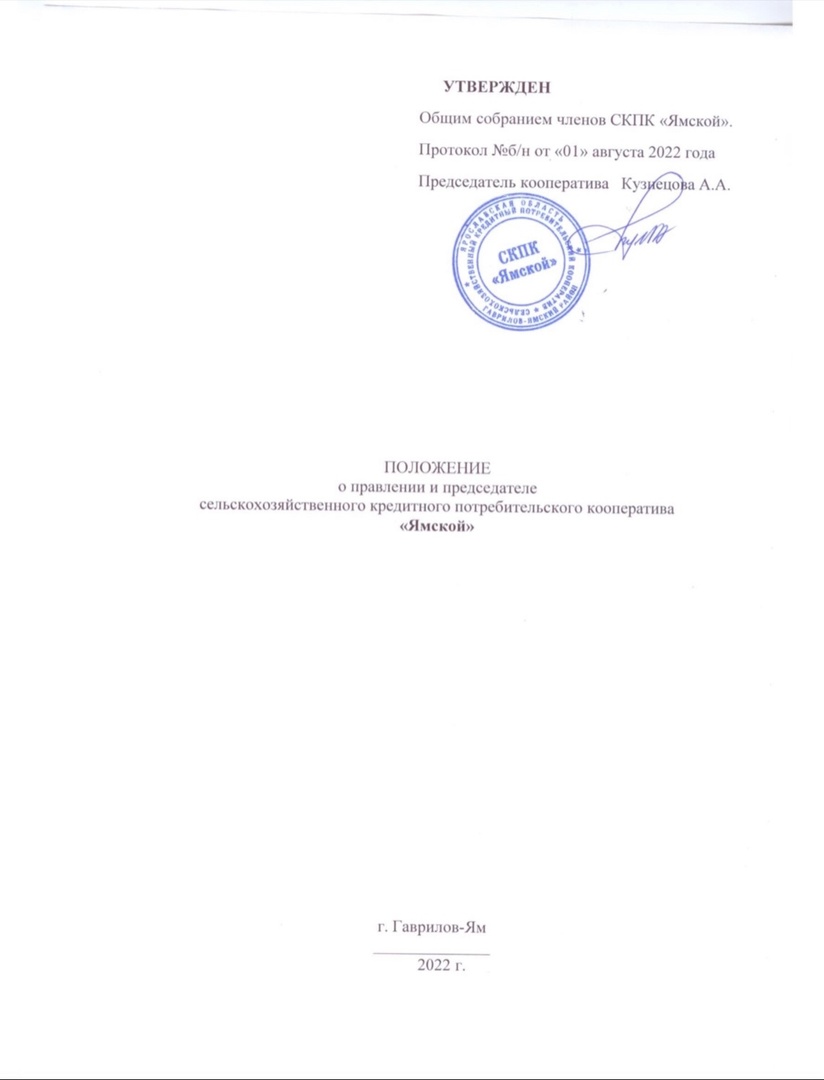 УТВЕРЖДЕН
Общим собранием членов СКПК «Ямской».
Протокол №б/н от «01» августа 2022 года
Председатель кооператива Кузнецова А.А.
ЯРОСЛАВСКАЯ ОБЛАСТЬ
ГАВРИЛОВ-ЯМСКИЙ РАЙОН
СЕЛЬСКОХОЗЯЙСТВЕННЫЙ КРЕДИТНЫЙ ПОТРЕБИТЕЛЬСКИЙ КООПЕРАТИВ
СКПК
«Ямской»
ПОЛОЖЕНИЕ
о правлении и председателе
сельскохозяйственного кредитного потребительского кооператива
«Ямской»
г. Гаврилов-Ям
2022 г.